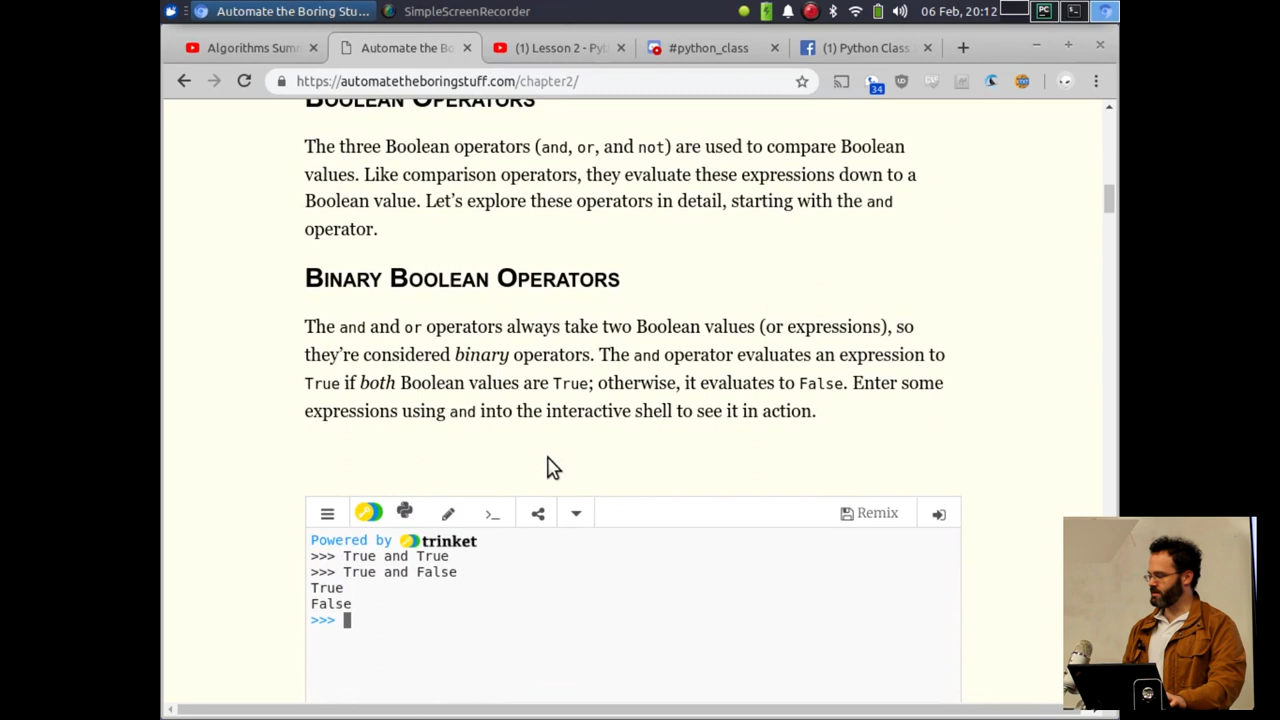 Automate the Boring Stu...
SimpleScreenRecorder
06 Feb, 20:12
Algorithms Sum
Automate the Bo
(1) Lesson 2 - Pyt
#python_class
(1) Python Class
https://automatetheboringstuff.com/chapter2/
34
BOOLEAN OPERATORS
The three Boolean operators (and, or, and not) are used to compare Boolean
values. Like comparison operators, they evaluate these expressions down to a
Boolean value. Let’s explore these operators in detail, starting with the and
operator.
BINARY BOOLEAN OPERATORS
The and and or operators always take two Boolean values (or expressions), so
they’re considered binary operators. The and operator evaluates an expression to
True if both Boolean values are True; otherwise, it evaluates to False. Enter some
expressions using and into the interactive shell to see it in action.
>_
Remix
Powered by trinket
>>> True and True
>>> True and False
True
False
>>>